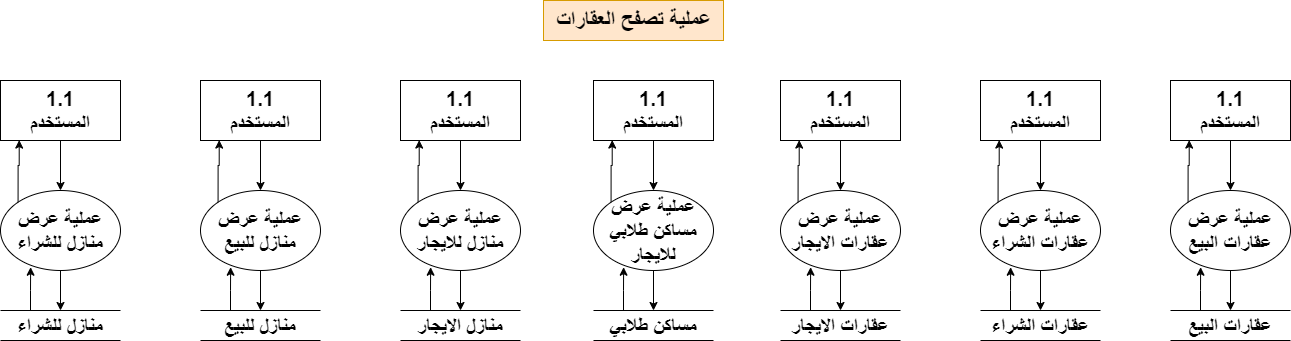 عملية تصفح العقارات
1.1
المستخدم
عملية عرض
منازل للشراء
منازل للشراء
1.1
المستخدم
عملية عرض
منازل للبيع
منازل للبيع
1.1
المستخدم
عملية عرض
منازل للايجار
منازل الايجار
1.1
المستخدم
عملية عرض
مساكن طلابي
للايجار
مساكن طلابي
1.1
المستخدم
عملية عرض
عقارات الايجار
عقارات الايجار
1.1
المستخدم
عملية عرض
عقارات الشراء
عقارات الشراء
1.1
المستخدم
عملية عرض
عقارات البيع
عقارات البيع